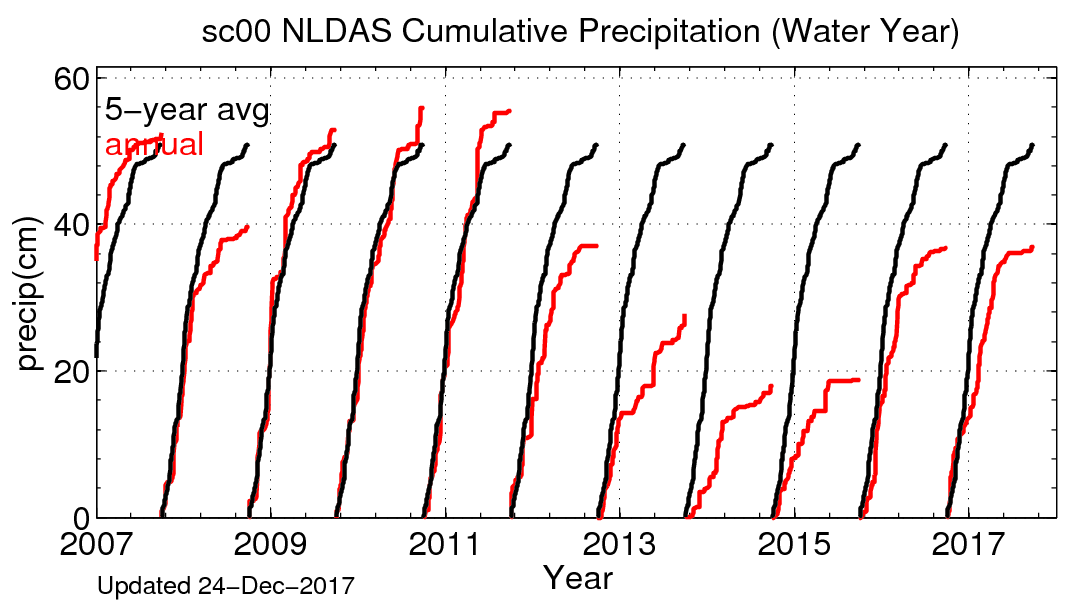 sc00 NLDAS Cumulative Precipitation (Water Year)
60
5−year avg
annual
40
precip(cm)
20
0
2007 2009 2011 2013 2015 2017
Year
Updated 24−Dec−2017